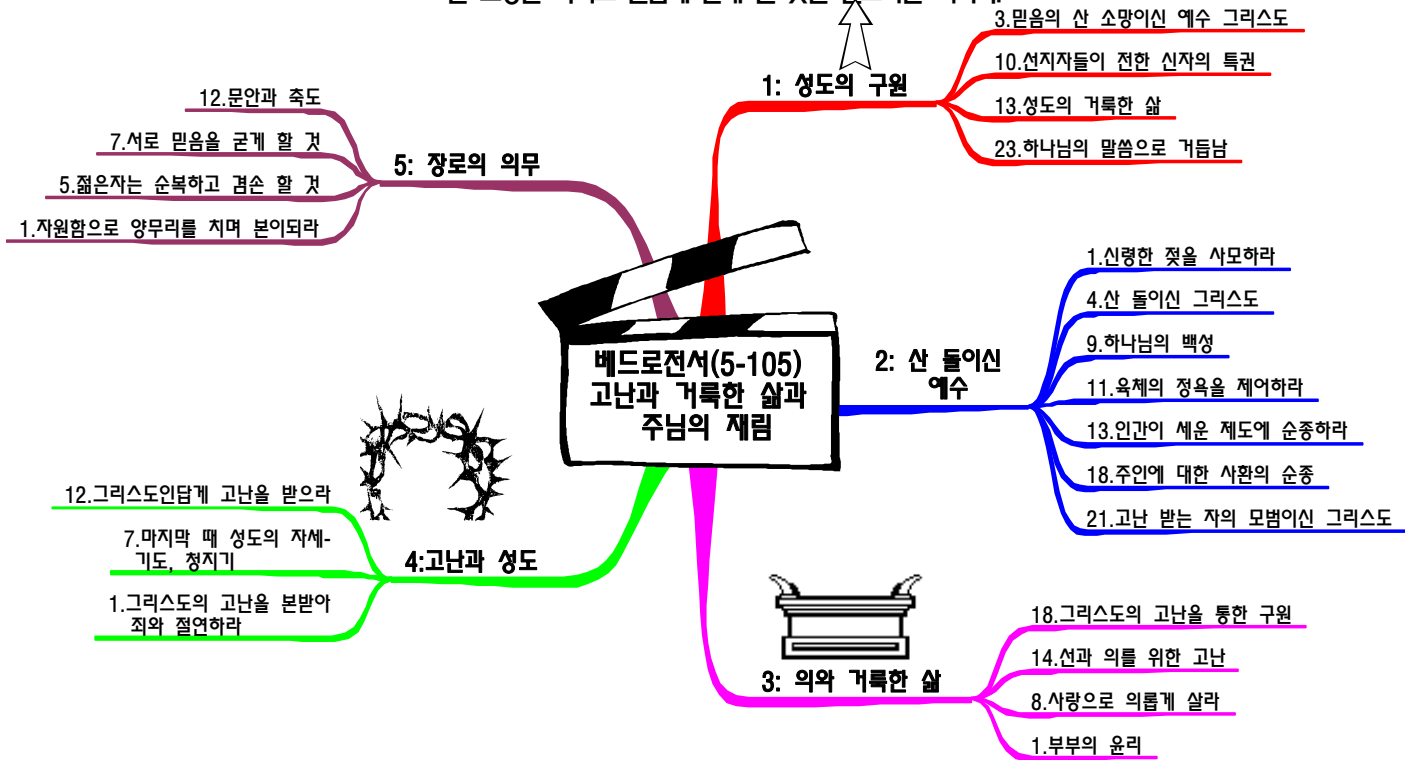 베드로전서(5-105)
고난과 거룩한 삶과
주님의 재림
1: 성도의 구원
3.믿음의 산 소망이신 예수 그리스도
10.선지자들이 전한 신자의 특권
13.성도의 거룩한 삶
23.하나님의 말씀으로 거듭남
2: 산 돌이신
예수
1.신령한 젖을 사모하라
4.산 돌이신 그리스도
9.하나님의 백성
11.육체의 정욕을 제어하라
13.인간이 세운 제도에 순종하라
18.주인에 대한 사환의 순종
21.고난 받는 자의 모범이신 그리스도
3: 의와 거룩한 삶
18.그리스도의 고난을 통한 구원
14.선과 의를 위한 고난
8.사랑으로 의롭게 살라
1.부부의 윤리
4:고난과 성도
12.그리스도인답게 고난을 받으라
7.마지막 때 성도의 자세-
기도, 청지기
1.그리스도의 고난을 본받아
죄와 절연하라
5: 장로의 의무
12.문안과 축도
7.서로 믿음을 굳게 할 것
5.젊은자는 순복하고 겸손 할 것
1.자원함으로 양무리를 치며 본이되라